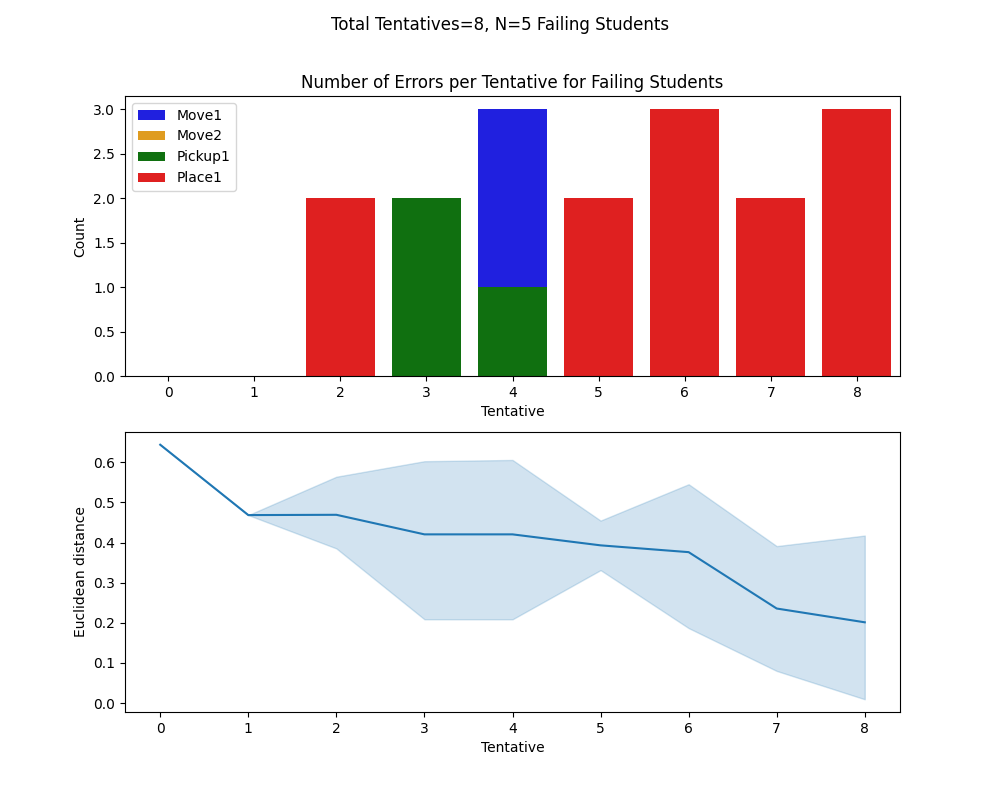 Total Tentatives=8, N=5 Failing Students
Number of Errors per Tentative for Failing Students
3.0
2.5
2.0
1.5
1.0
0.5
0.0
Count
Move1
Move2
Pickup1
Place1
0 1 2 3 4 5 6 7 8
Tentative
0.6
0.5
0.4
0.3
0.2
0.1
0.0
Euclidean distance
0 1 2 3 4 5 6 7 8
Tentative